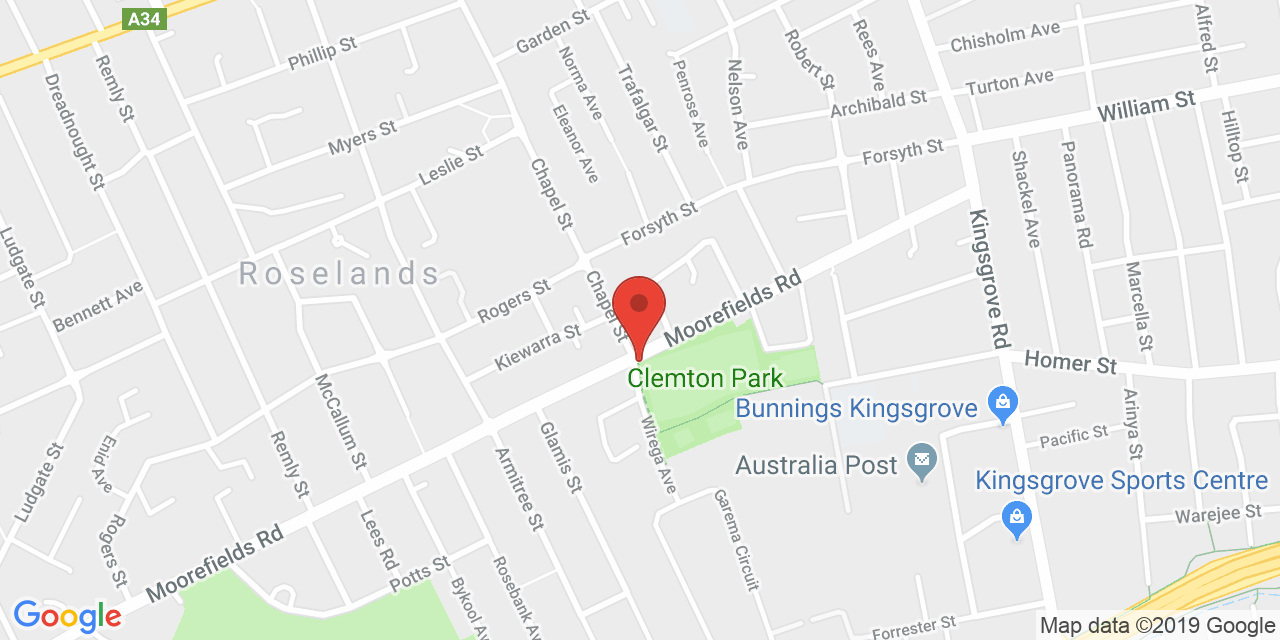 A34
Phillip St
Garden St
Dreadnought St
Remly St
Norma Ave
Trafalgar St
Penrose Ave
Nelson Ave
Robert St
Rees Ave
Chisholm Ave
Alfred St
Turton Ave
Archibald St
William St
Myers St
Leslie St
Eleanor Ave
Chapel St
Forsyth St
Forsyth St
Hilltop St
Shackel Ave
Panorama Rd
Kingsgrove Rd
Ludgate St
Bennett Ave
Roselands
Rogers St
Chapel St
Kiewarra St
Moorefields Rd
Marcella St
Clemton Park
Homer St
Bunnings Kingsgrove
Arinya St
McCallum St
Remly St
Enid Ave
Ludgate St
Glamis St
Armitree St
Wirega Ave
Pacific St
Australia Post
Kingsgrove Sports Centre
Warejee St
Rogers St
Moorefields Rd
Lees Rd
Potts St
Bykool Av
Rosebank Av
Garema Circuit
Forrester St
Google
Map data ©2019 Google